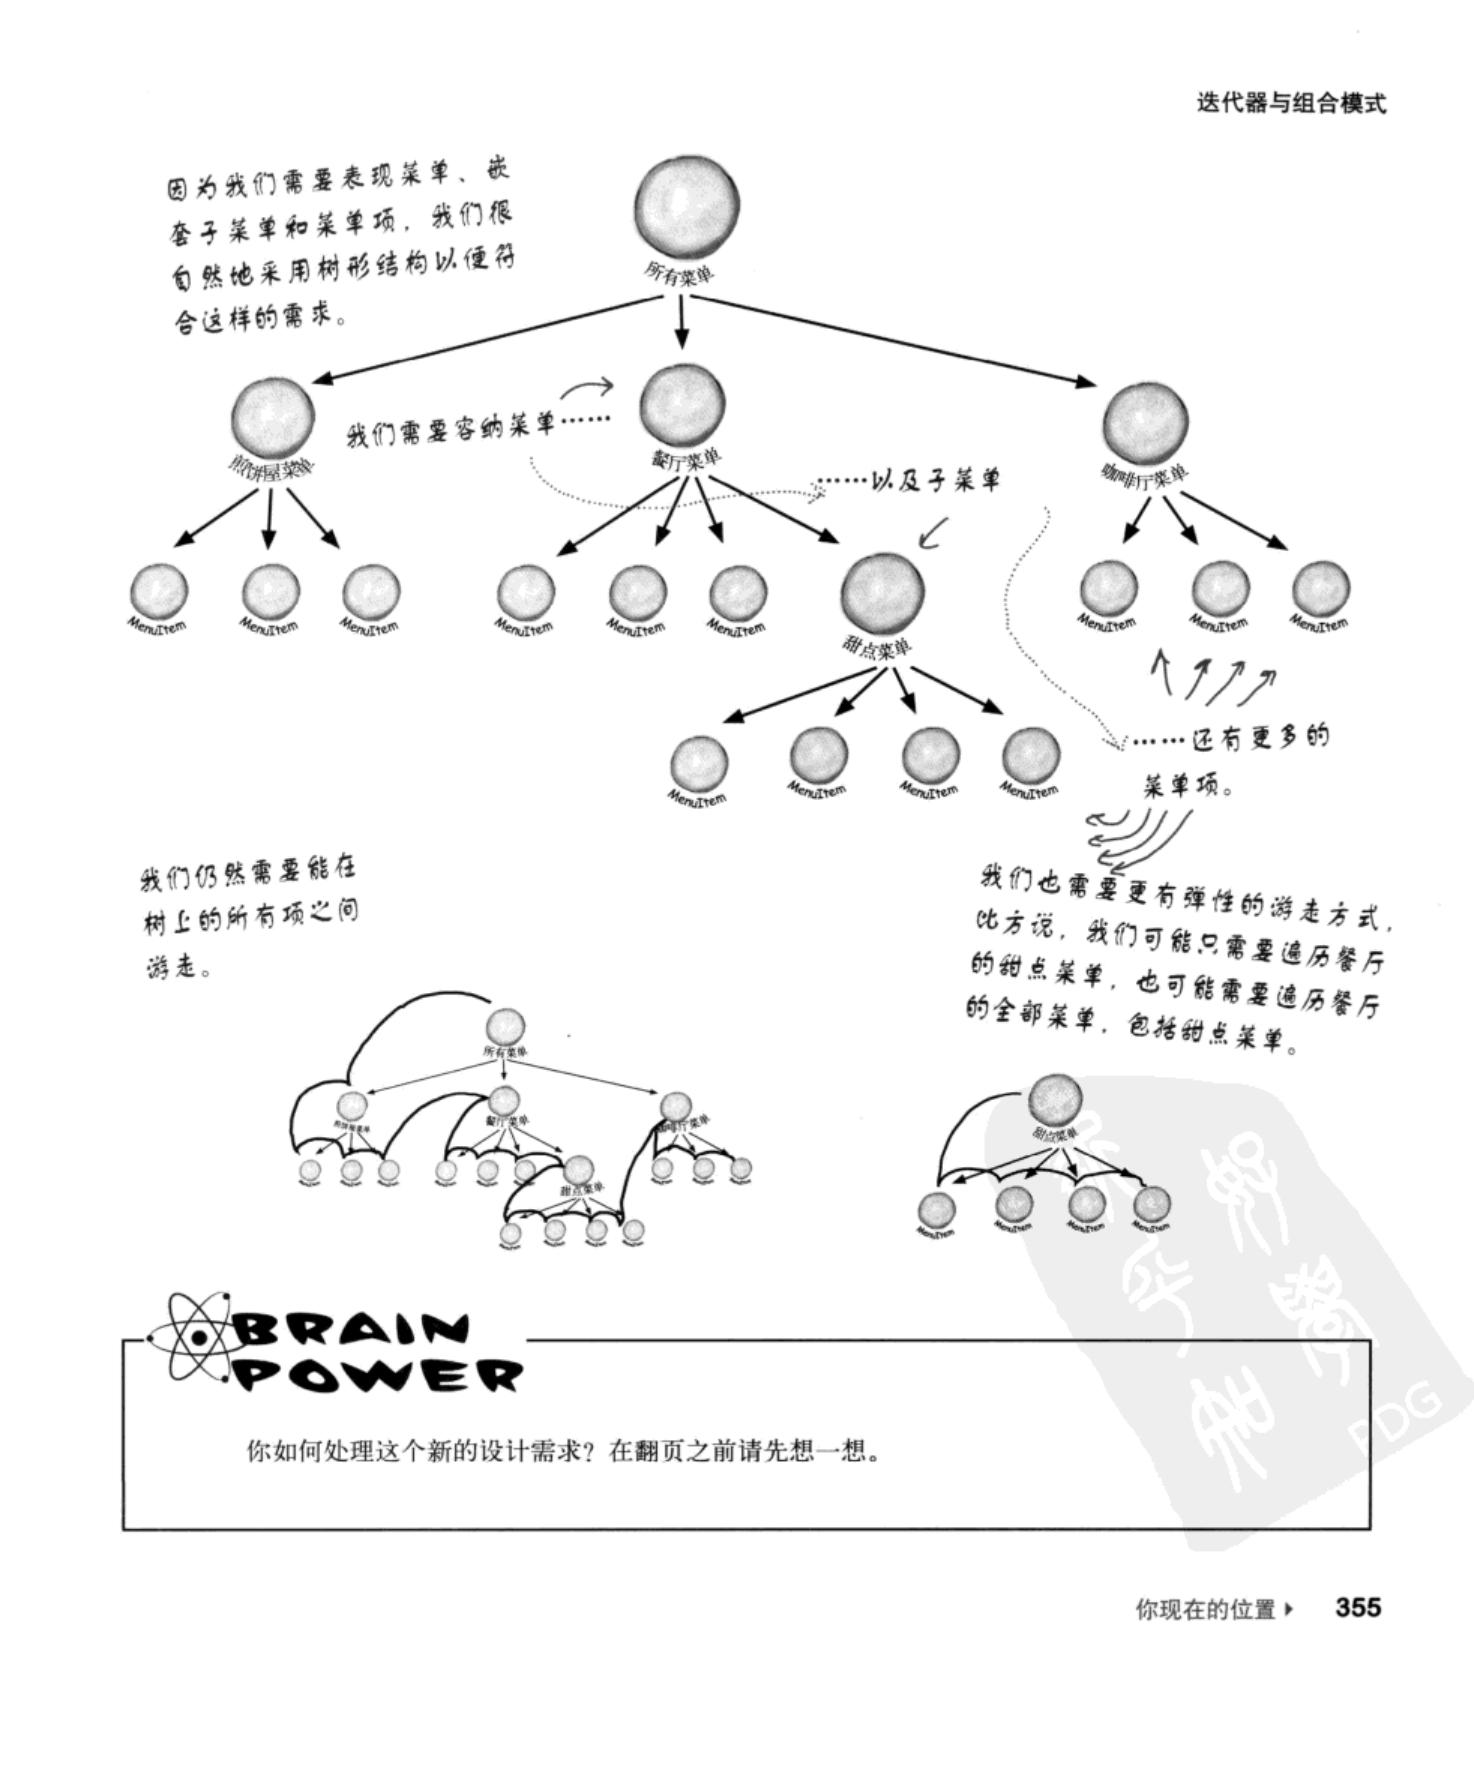 迭代器与组合模式
因为我们需要表现菜单、嵌
套子菜单和菜单项，我们很
自然地采用树形结构以便符
合这样的需求。
所有菜单
我们需要容纳菜单……
煎饼屋菜单
餐厅菜单
……以及子菜单
咖啡厅菜单
MenuItem
MenuItem
MenuItem
MenuItem
MenuItem
MenuItem
甜点菜单
MenuItem
MenuItem
MenuItem
……还有更多的
菜单项。
MenuItem
MenuItem
MenuItem
MenuItem
我们仍然需要能在
树上的所有项之间
游走。
我们也需要更有弹性的游走方式，
比方说，我们可能只需要遍历餐厅
的甜点菜单，也可能需要遍历餐厅
的全部菜单，包括甜点菜单。
所有菜单
餐厅菜单
甜点菜单
甜点菜单
MenuItem
MenuItem
MenuItem
MenuItem
BRAIN
POWER
你如何处理这个新的设计需求？在翻页之前请先想一想。
PDG
你现在的位置 ▸ 355